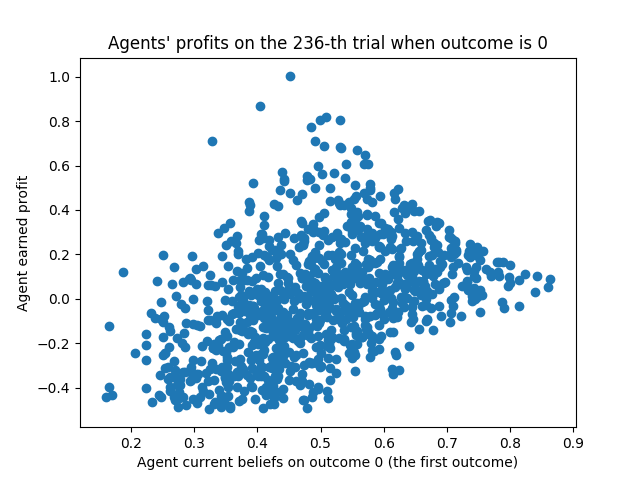 Agents' profits on the 236-th trial when outcome is 0
1.0
0.8
0.6
0.4
0.2
0.0
−0.2
−0.4
Agent earned profit
0.2 0.3 0.4 0.5 0.6 0.7 0.8 0.9
Agent current beliefs on outcome 0 (the first outcome)